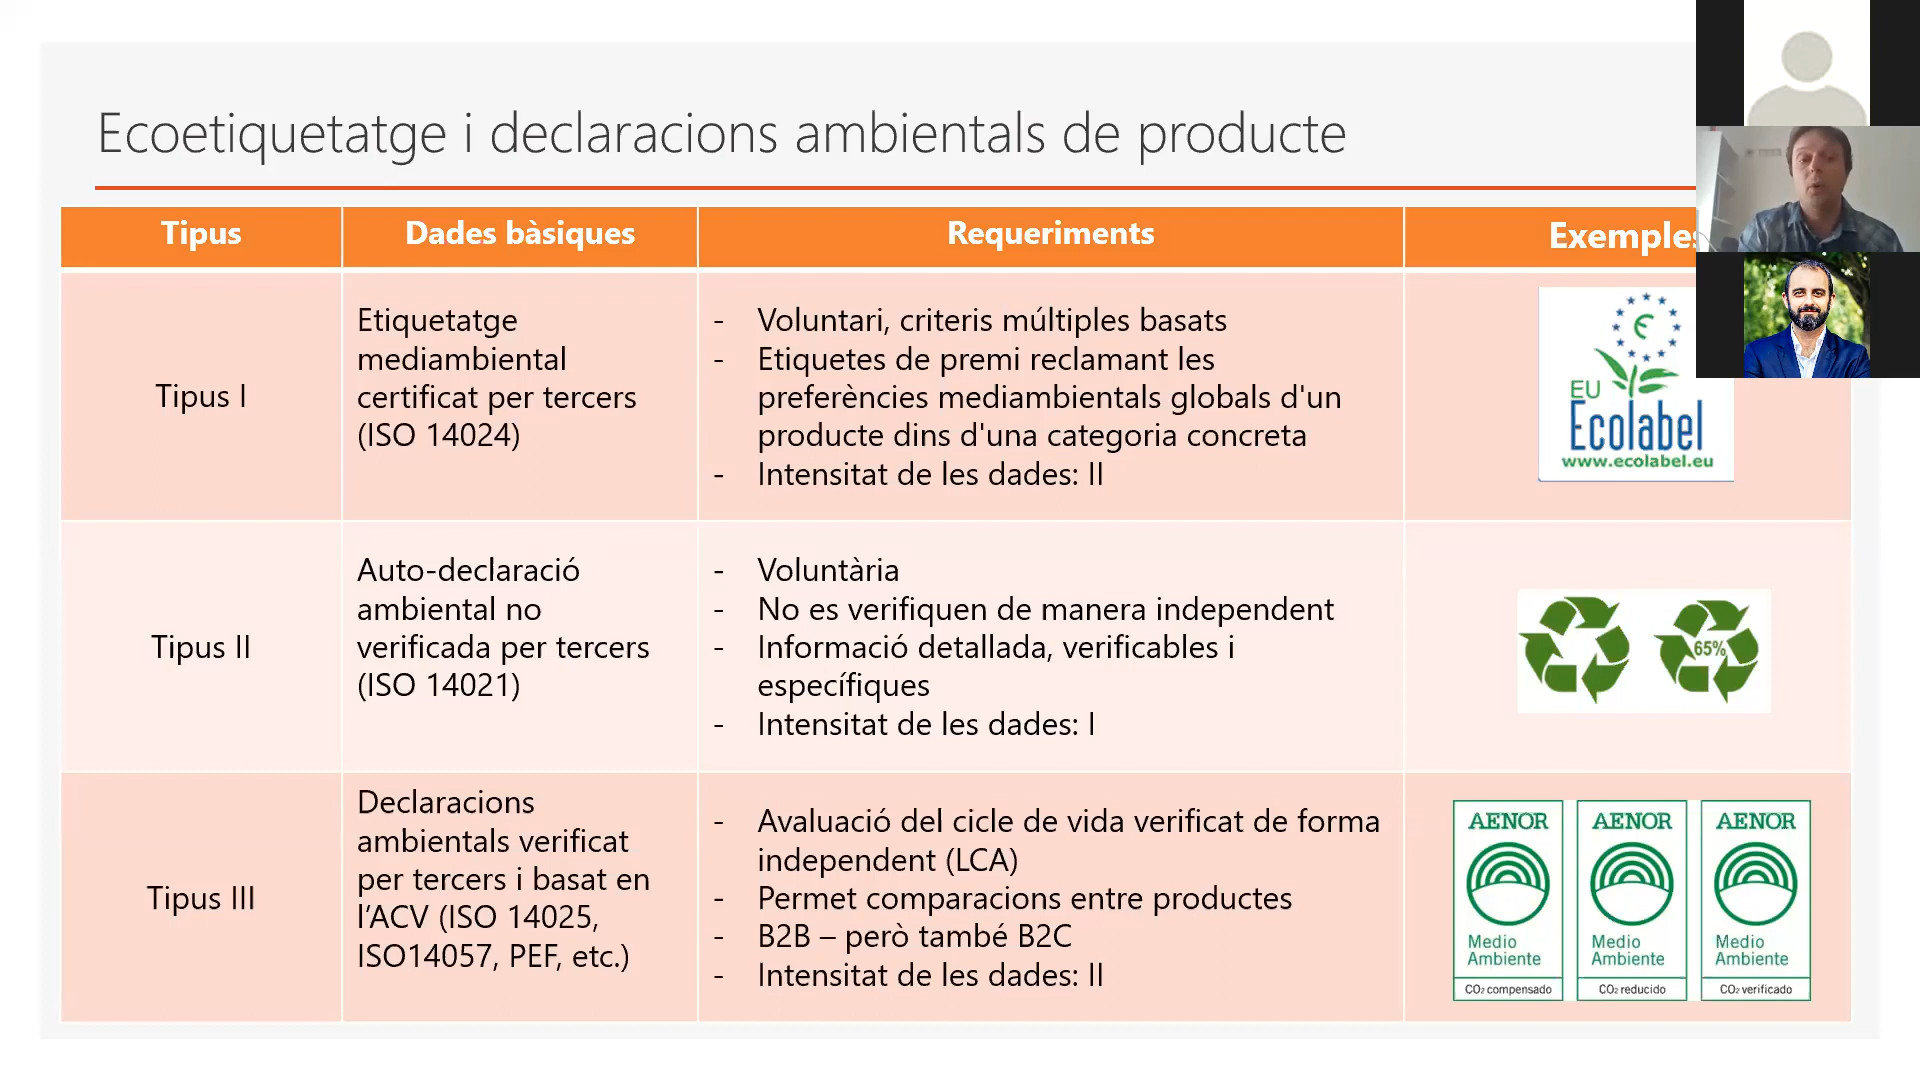 Ecoetiquetatge i declaracions ambientals de producte
Tipus
Dades bàsiques
Requeriments
Exemples
Tipus I
Etiquetatge
mediambiental
certificat per tercers
(ISO 14024)
- Voluntari, criteris múltiples basats
- Etiquetes de premi reclamant les
preferències mediambientals globals d'un
producte dins d'una categoria concreta
- Intensitat de les dades: II
EU
Ecolabel
www.ecolabel.eu
Tipus II
Auto-declaració
ambiental no
verificada per tercers
(ISO 14021)
- Voluntària
- No es verifiquen de manera independent
- Informació detallada, verificables i
específiques
- Intensitat de les dades: I
65%
Tipus III
Declaracions
ambientals verificat
per tercers i basat en
l’ACV (ISO 14025,
ISO14057, PEF, etc.)
- Avaluació del cicle de vida verificat de forma
independent (LCA)
- Permet comparacions entre productes
- B2B – però també B2C
- Intensitat de les dades: II
AENOR
Medio
Ambiente
CO₂ compensado
AENOR
Medio
Ambiente
CO₂ reducido
AENOR
Medio
Ambiente
CO₂ verificado